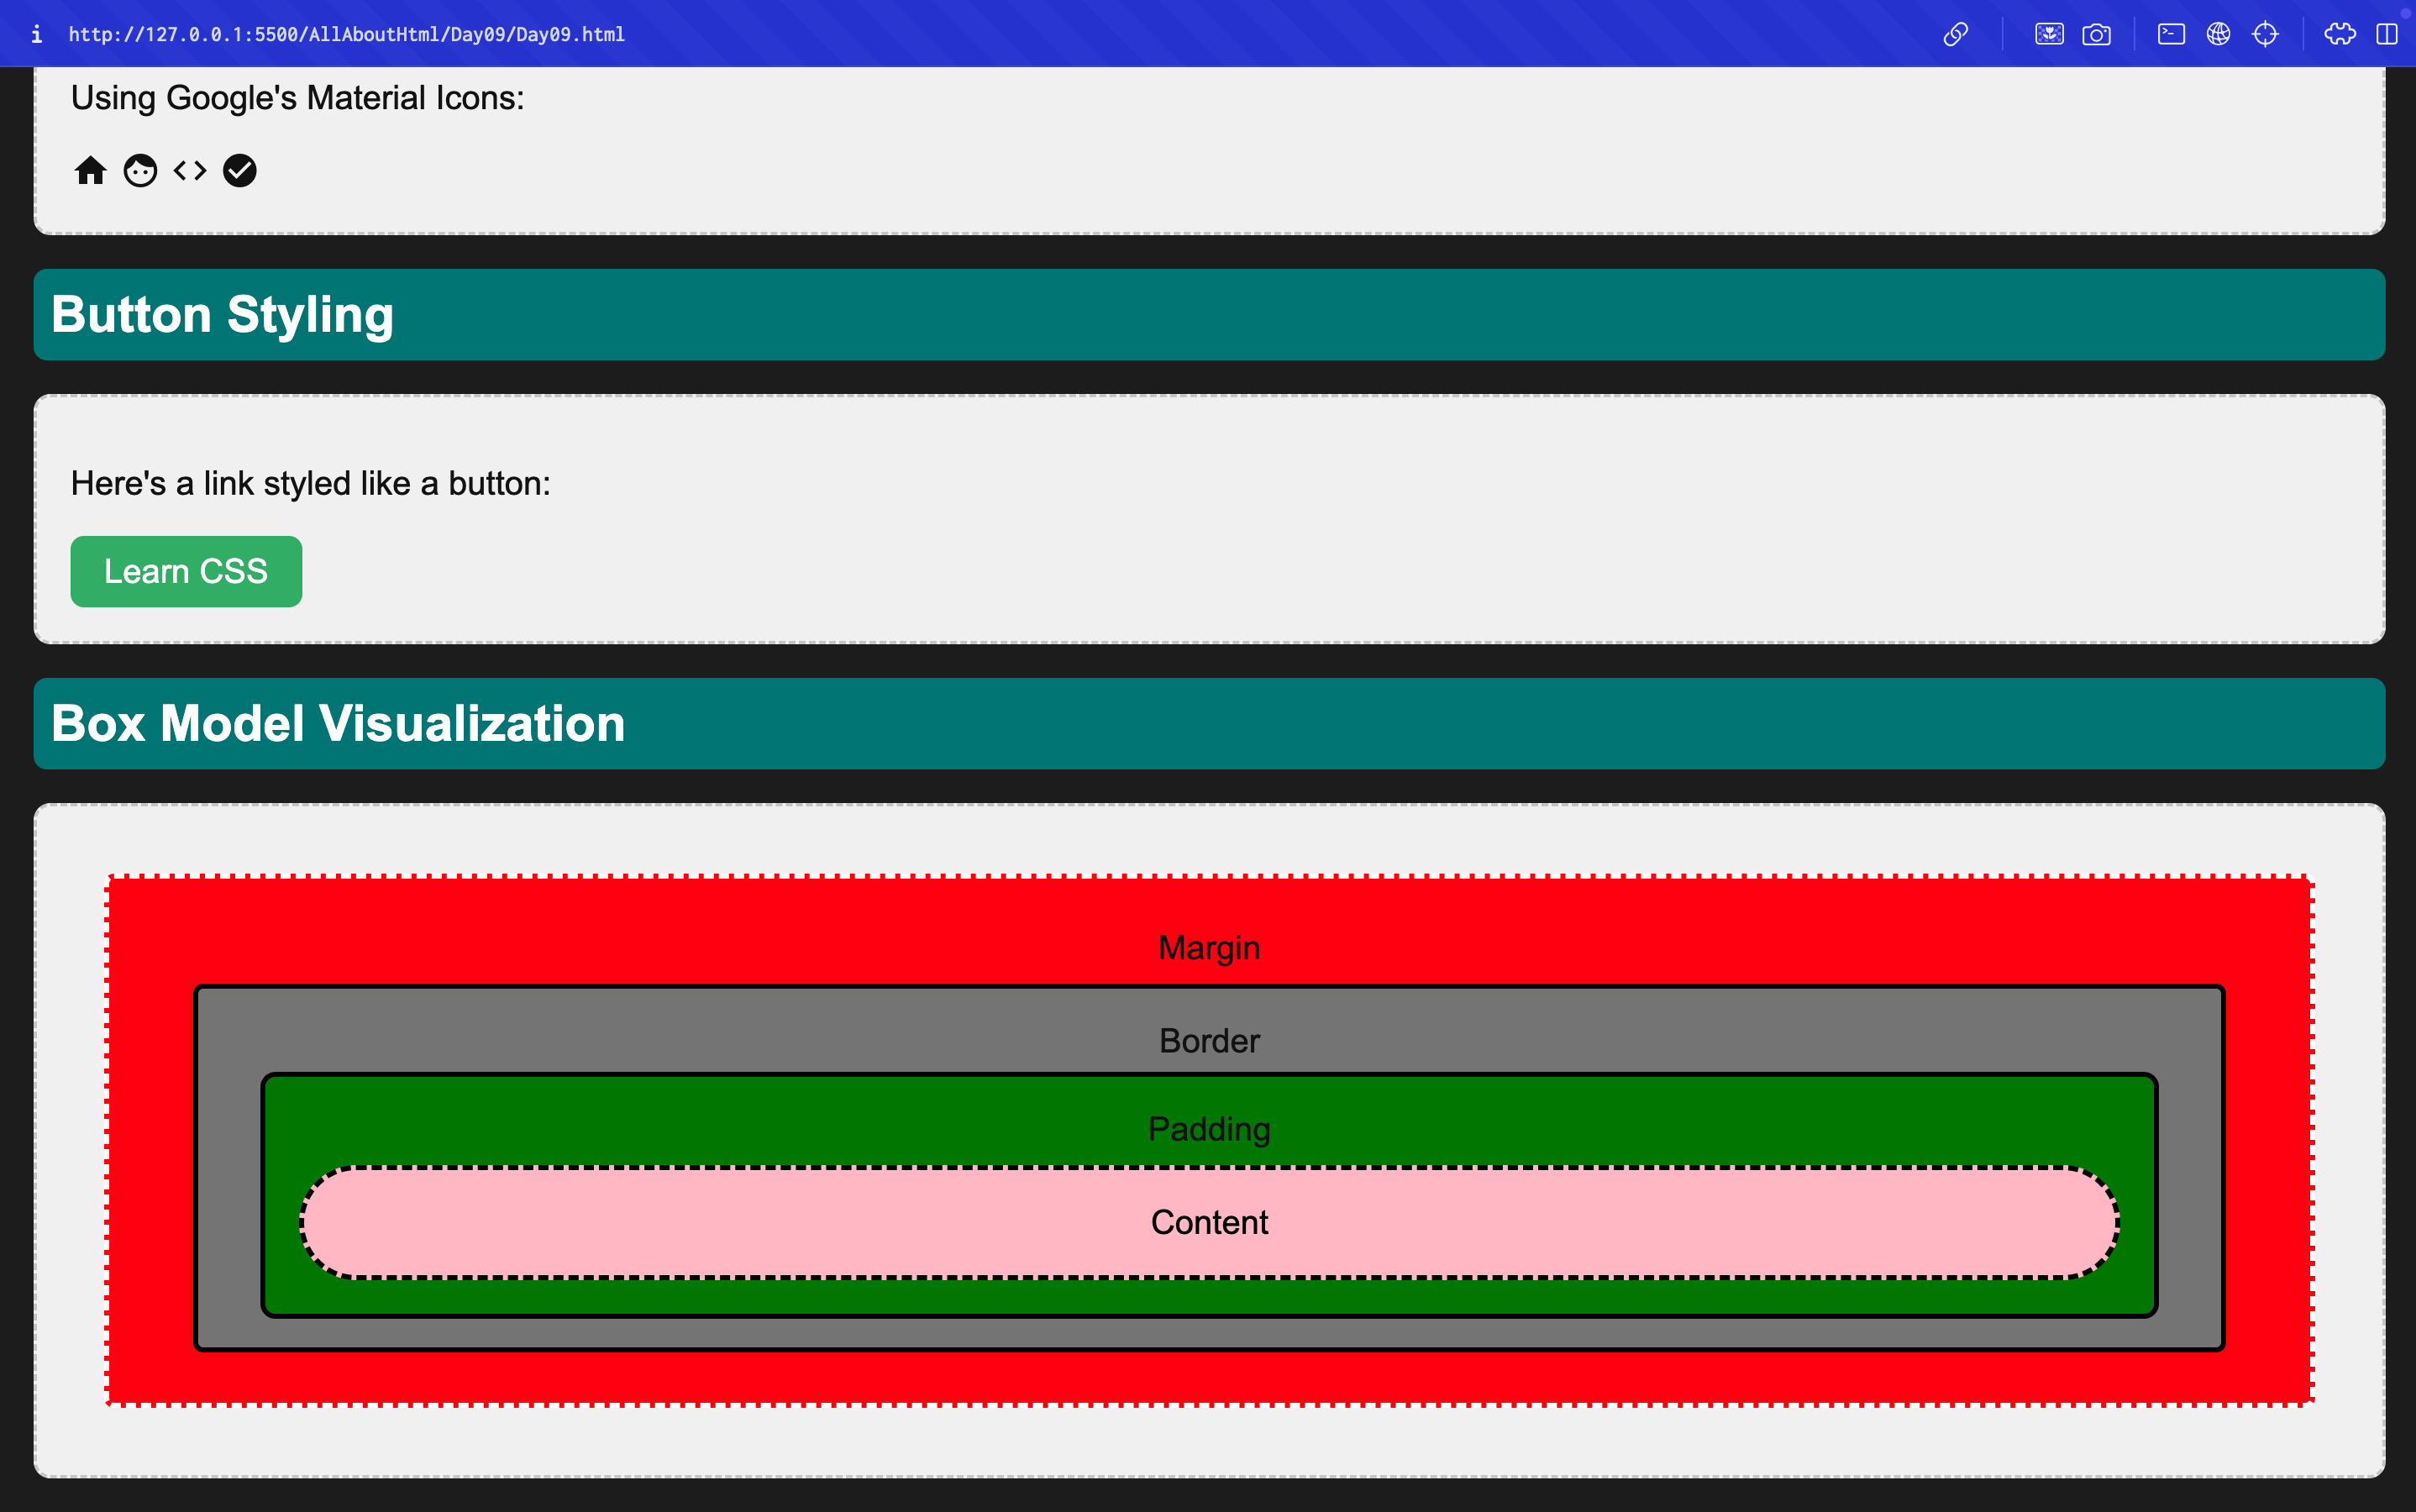 http://127.0.0.1:5500/AllAboutHtml/Day09/Day09.html
Using Google's Material Icons:
Button Styling
Here's a link styled like a button:
Learn CSS
Box Model Visualization
Margin
Border
Padding
Content